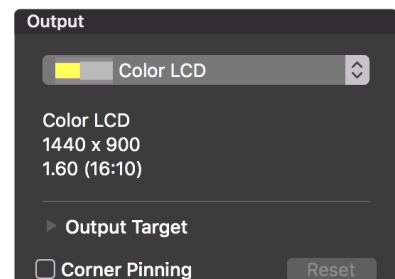 Output
Color LCD
Color LCD
1440 x 900
1.60 (16:10)
Output Target
Corner Pinning
Reset